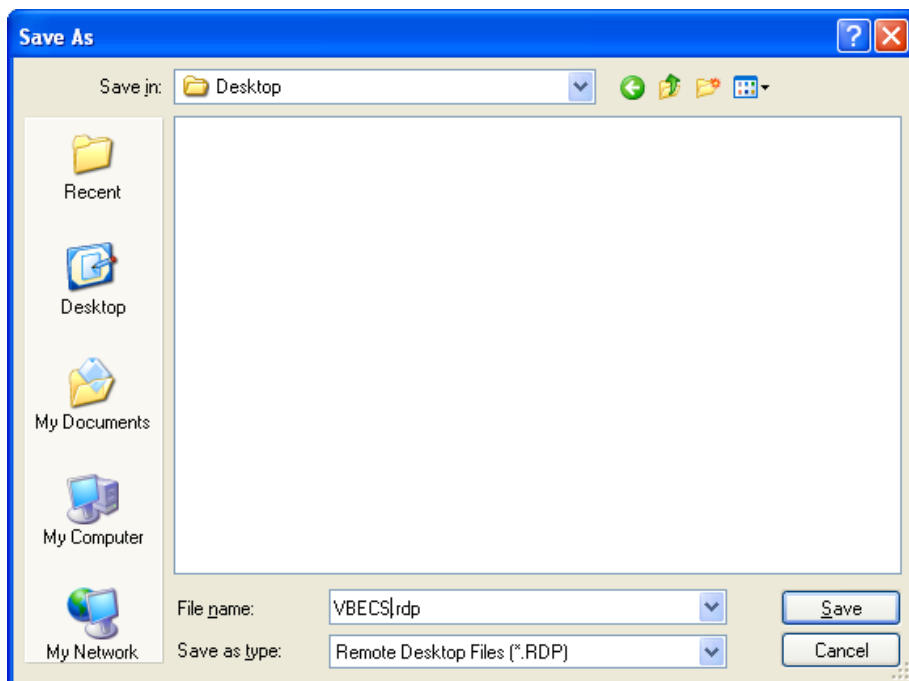 Save As
Save in: Desktop
Recent
Desktop
My Documents
My Computer
My Network
File name: VBECS.rdp Save
Save as type: Remote Desktop Files (*.RDP) Cancel